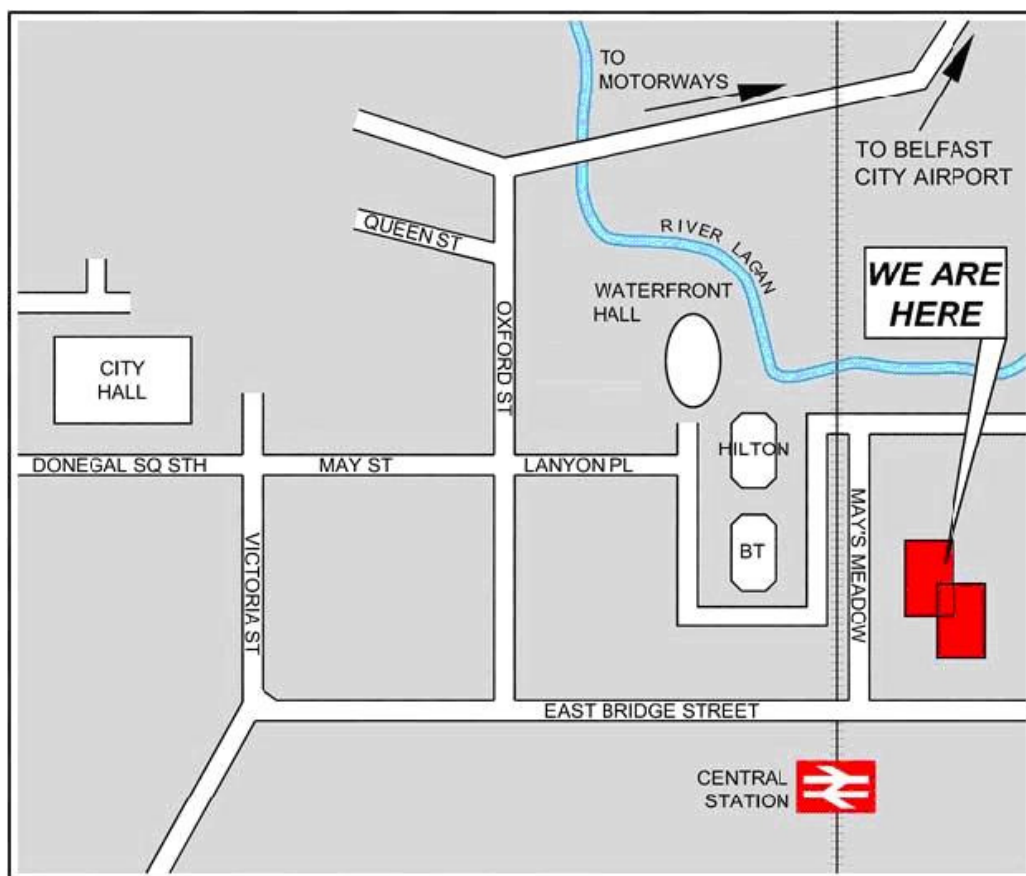 TO
MOTORWAYS
TO BELFAST
CITY AIRPORT
QUEEN ST
RIVER LAGAN
WE ARE
HERE
WATERFRONT
HALL
OXFORD ST
CITY
HALL
HILTON
DONEGAL SQ STH
MAY ST
LANYON PL
MAY'S MEADOW
BT
VICTORIA ST
EAST BRIDGE STREET
CENTRAL
STATION